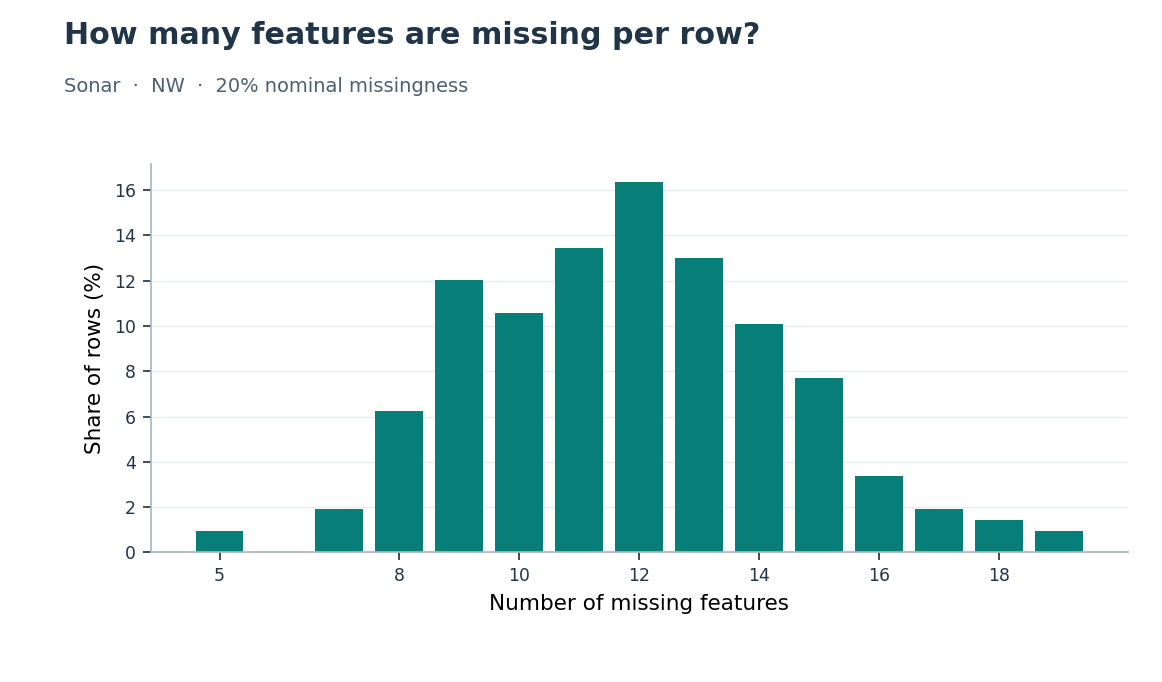 How many features are missing per row?
Sonar · NW · 20% nominal missingness
16
14
12
10
8
6
4
2
0
Share of rows (%)
5 8 10 12 14 16 18
Number of missing features